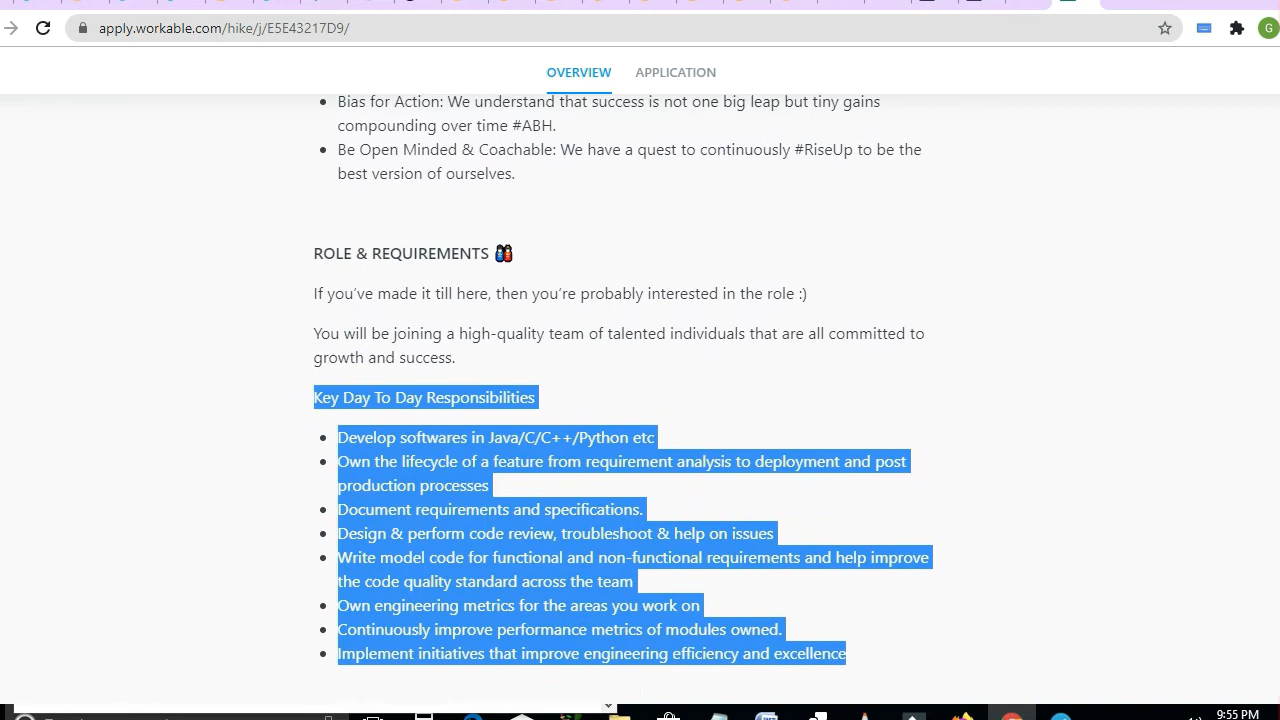 apply.workable.com/hike/j/E5E43217D9/
G
OVERVIEW APPLICATION
Bias for Action: We understand that success is not one big leap but tiny gains
compounding over time #ABH.
Be Open Minded & Coachable: We have a quest to continuously #RiseUp to be the
best version of ourselves.
ROLE & REQUIREMENTS
If you’ve made it till here, then you’re probably interested in the role :)
You will be joining a high-quality team of talented individuals that are all committed to
growth and success.
Key Day To Day Responsibilities
Develop softwares in Java/C/C++/Python etc
Own the lifecycle of a feature from requirement analysis to deployment and post
production processes
Document requirements and specifications.
Design & perform code review, troubleshoot & help on issues
Write model code for functional and non-functional requirements and help improve
the code quality standard across the team
Own engineering metrics for the areas you work on
Continuously improve performance metrics of modules owned.
Implement initiatives that improve engineering efficiency and excellence
9:55 PM